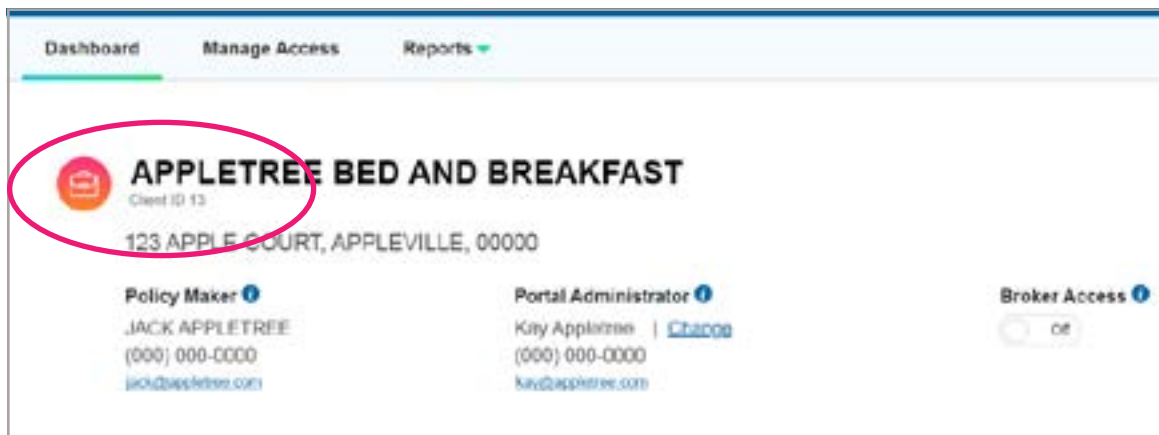 Dashboard Manage Access Reports
APPLETREE BED AND BREAKFAST
Client ID 13
123 APPLE COURT, APPLEVILLE, 00000
Policy Maker Portal Administrator Broker Access
JACK APPLETREE Kay Appletree | Change Off
(000) 000-0000 (000) 000-0000
jack@appletree.com kay@appletree.com